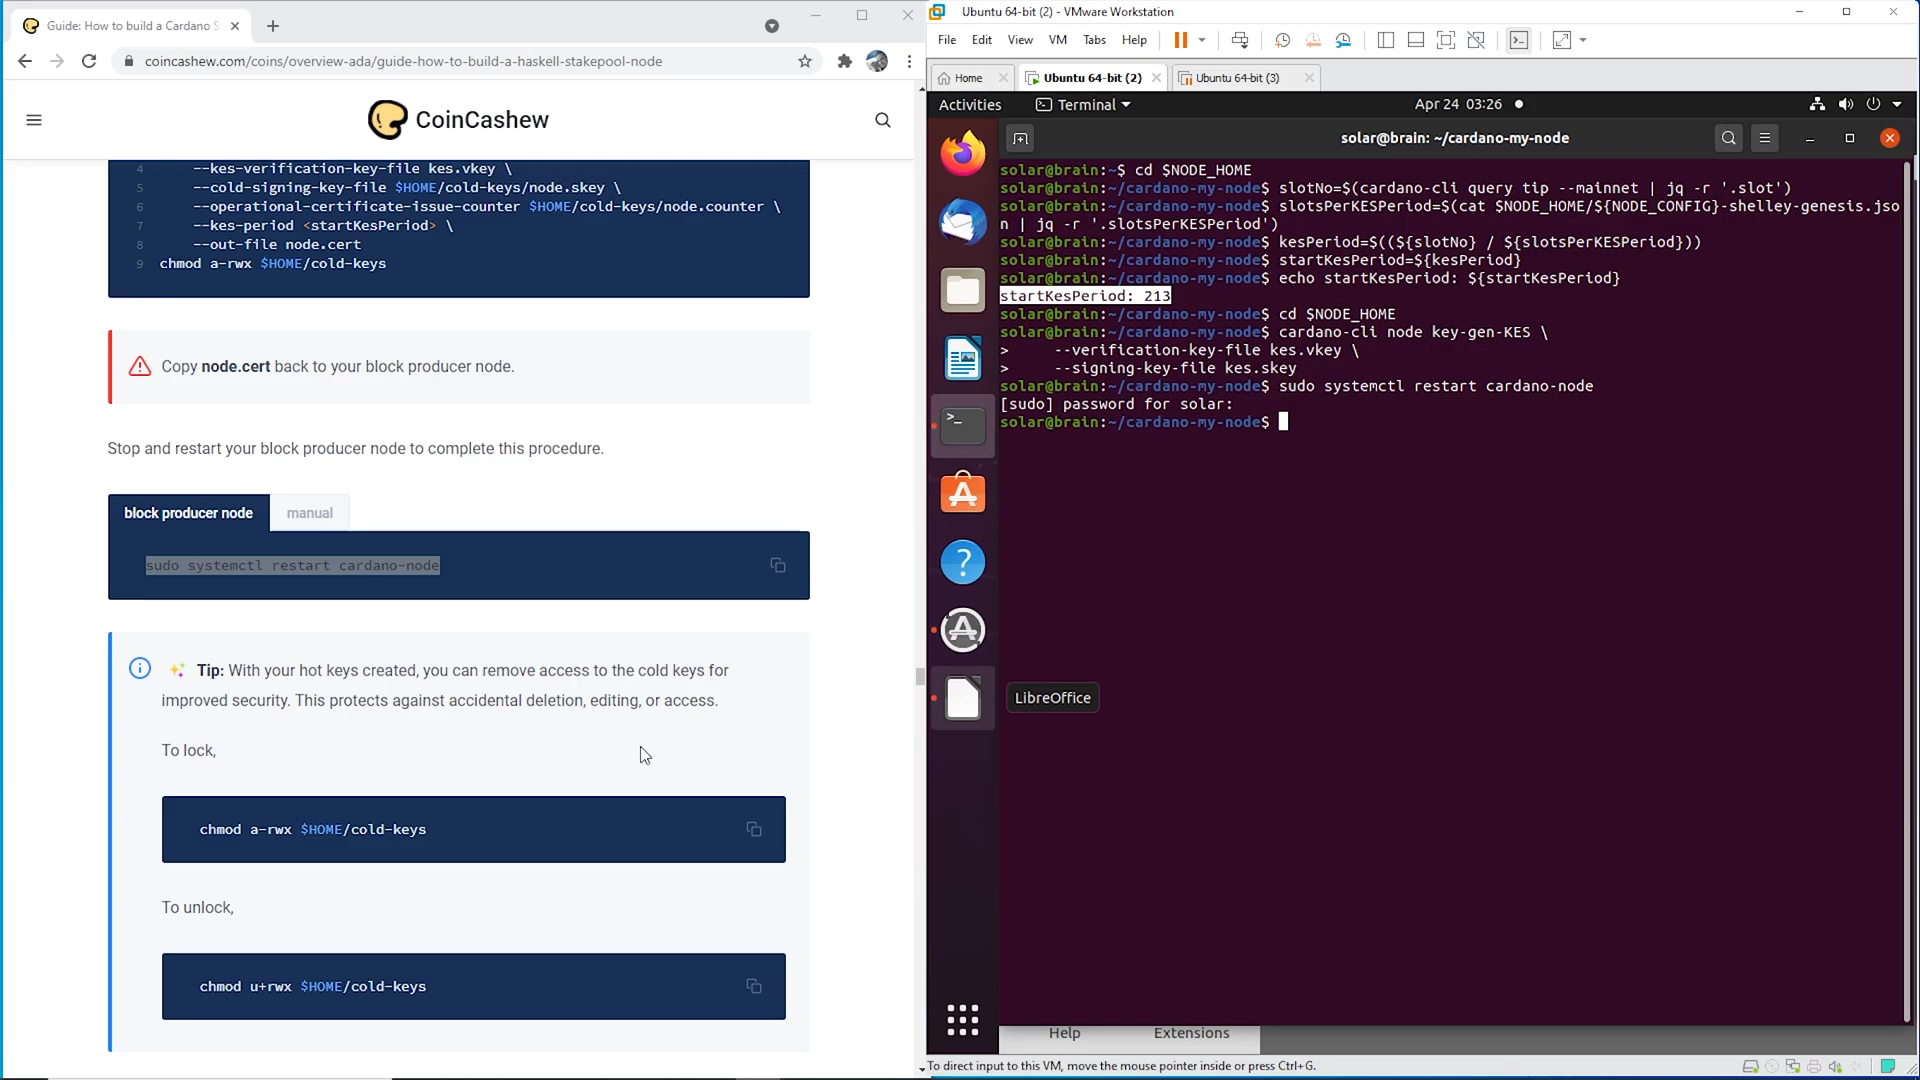 Guide: How to build a Cardano S
coincashew.com/coins/overview-ada/guide-how-to-build-a-haskell-stakepool-node
CoinCashew
4 --kes-verification-key-file kes.vkey \
5 --cold-signing-key-file $HOME/cold-keys/node.skey \
6 --operational-certificate-issue-counter $HOME/cold-keys/node.counter \
7 --kes-period <startKesPeriod> \
8 --out-file node.cert
9 chmod a-rwx $HOME/cold-keys
Copy node.cert back to your block producer node.
Stop and restart your block producer node to complete this procedure.
block producer node manual
sudo systemctl restart cardano-node
Tip: With your hot keys created, you can remove access to the cold keys for
improved security. This protects against accidental deletion, editing, or access.
To lock,
chmod a-rwx $HOME/cold-keys
To unlock,
chmod u+rwx $HOME/cold-keys
Ubuntu 64-bit (2) - VMware Workstation
File Edit View VM Tabs Help
Home Ubuntu 64-bit (2) Ubuntu 64-bit (3)
Activities Terminal Apr 24 03:26
solar@brain: ~/cardano-my-node
solar@brain:~$ cd $NODE_HOME
solar@brain:~/cardano-my-node$ slotNo=$(cardano-cli query tip --mainnet | jq -r '.slot')
solar@brain:~/cardano-my-node$ slotsPerKESPeriod=$(cat $NODE_HOME/${NODE_CONFIG}-shelley-genesis.jso
n | jq -r '.slotsPerKESPeriod')
solar@brain:~/cardano-my-node$ kesPeriod=$((${slotNo} / ${slotsPerKESPeriod}))
solar@brain:~/cardano-my-node$ startKesPeriod=${kesPeriod}
solar@brain:~/cardano-my-node$ echo startKesPeriod: ${startKesPeriod}
startKesPeriod: 213
solar@brain:~/cardano-my-node$ cd $NODE_HOME
solar@brain:~/cardano-my-node$ cardano-cli node key-gen-KES \
> --verification-key-file kes.vkey \
> --signing-key-file kes.skey
solar@brain:~/cardano-my-node$ sudo systemctl restart cardano-node
[sudo] password for solar:
solar@brain:~/cardano-my-node$
LibreOffice
Help Extensions
To direct input to this VM, move the mouse pointer inside or press Ctrl+G.